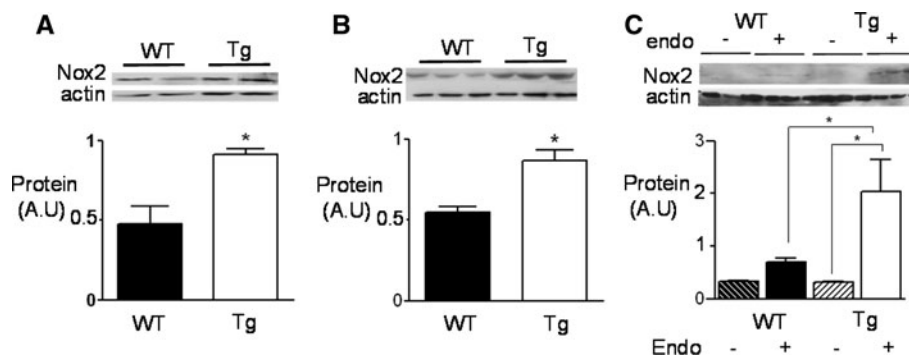 A
WT Tg
Nox2
actin
1
*
Protein
(A.U)
0.5
0
WT Tg
B
WT Tg
Nox2
actin
1
*
Protein
(A.U)
0.5
0
WT Tg
C
WT Tg
endo - + - +
Nox2
actin
3
*
*
Protein
(A.U)
2
1
0
WT Tg
Endo - + - +